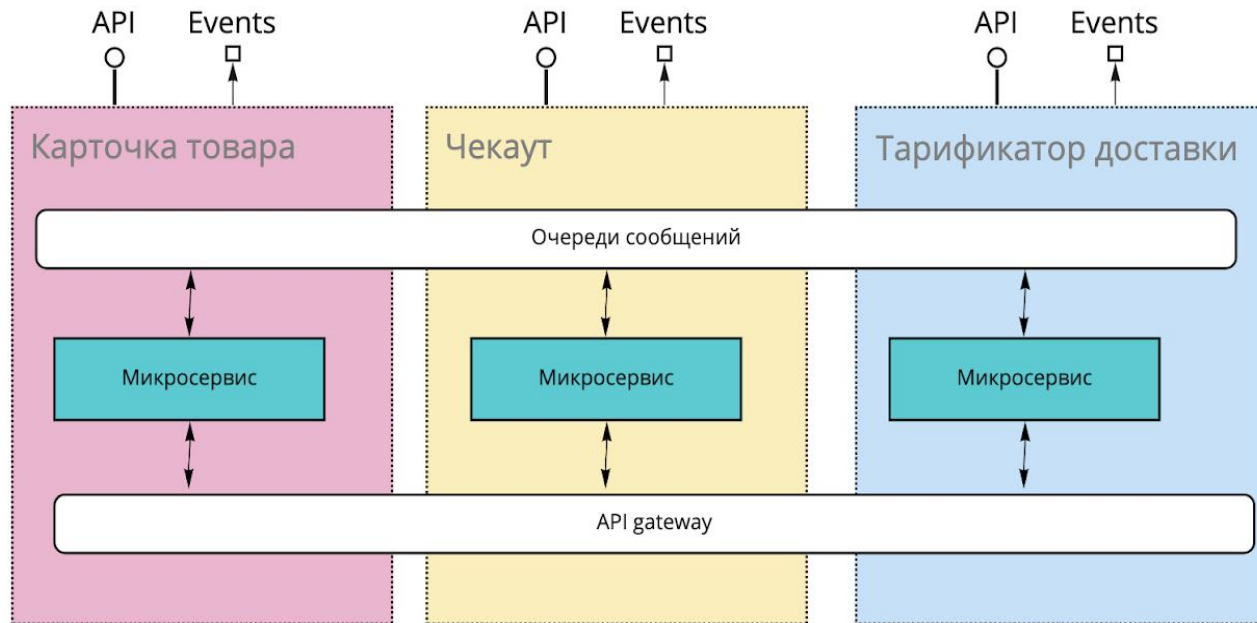 API Events API Events API Events
Карточка товара Чекаут Тарификатор доставки
Очереди сообщений
Микросервис Микросервис Микросервис
API gateway